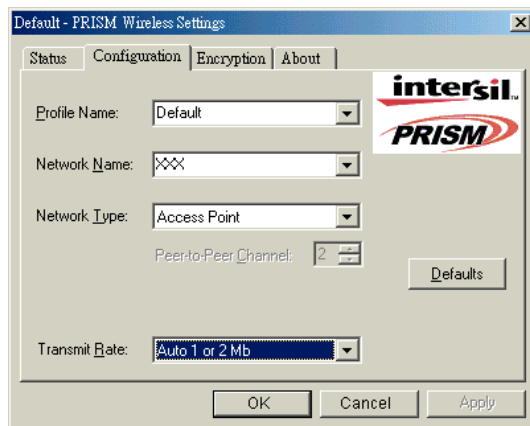 Default - PRISM Wireless Settings
Status Configuration Encryption About
intersil™
PRISM
Profile Name: Default
Network Name: XXX
Network Type: Access Point
Peer-to-Peer Channel: 2
Defaults
Transmit Rate: Auto 1 or 2 Mb
OK Cancel Apply